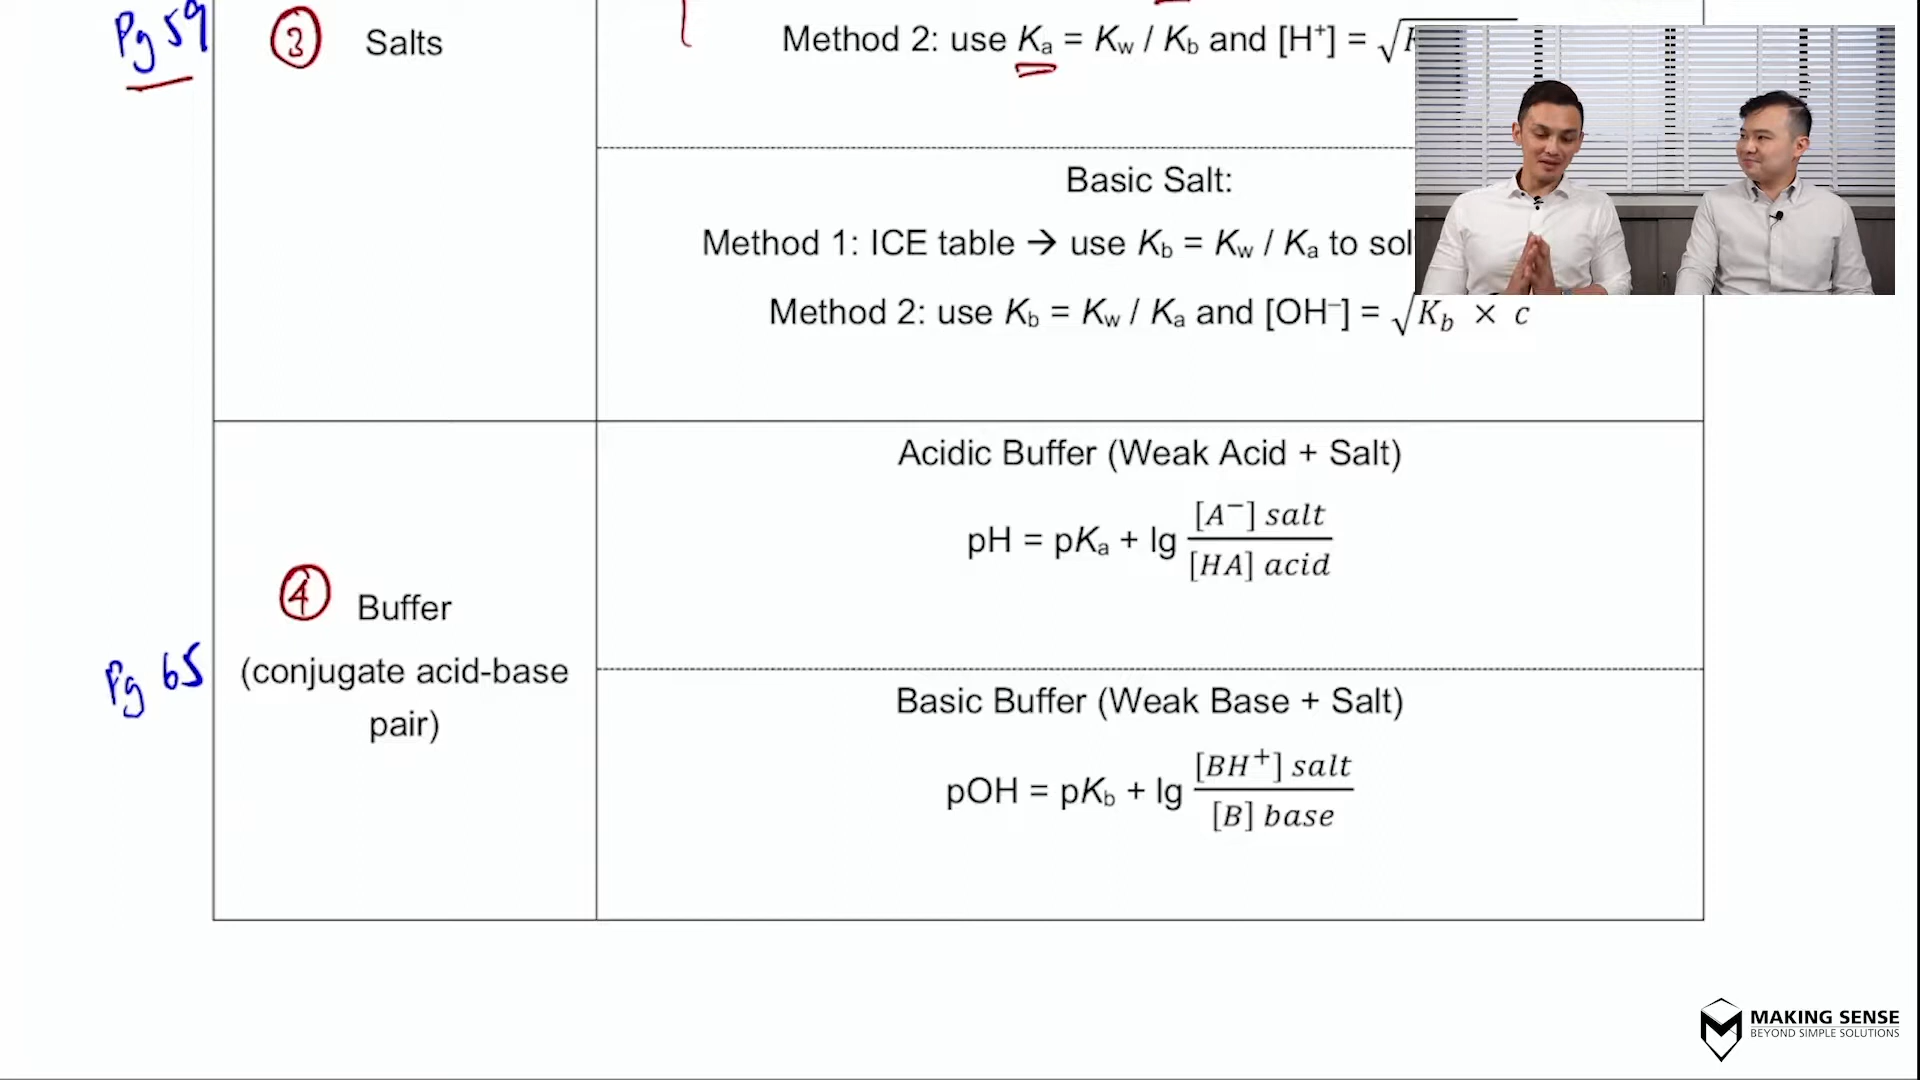 Pg 59
3 Salts
Method 2: use Ka = Kw / Kb and [H⁺] = √
Basic Salt:
Method 1: ICE table → use Kb = Kw / Ka to sol
Method 2: use Kb = Kw / Ka and [OH⁻] = √Kb × c
Acidic Buffer (Weak Acid + Salt)
pH = pKa + lg [A⁻] salt / [HA] acid
4 Buffer
(conjugate acid-base
pair)
Pg 65
Basic Buffer (Weak Base + Salt)
pOH = pKb + lg [BH⁺] salt / [B] base
MAKING SENSE
BEYOND SIMPLE SOLUTIONS